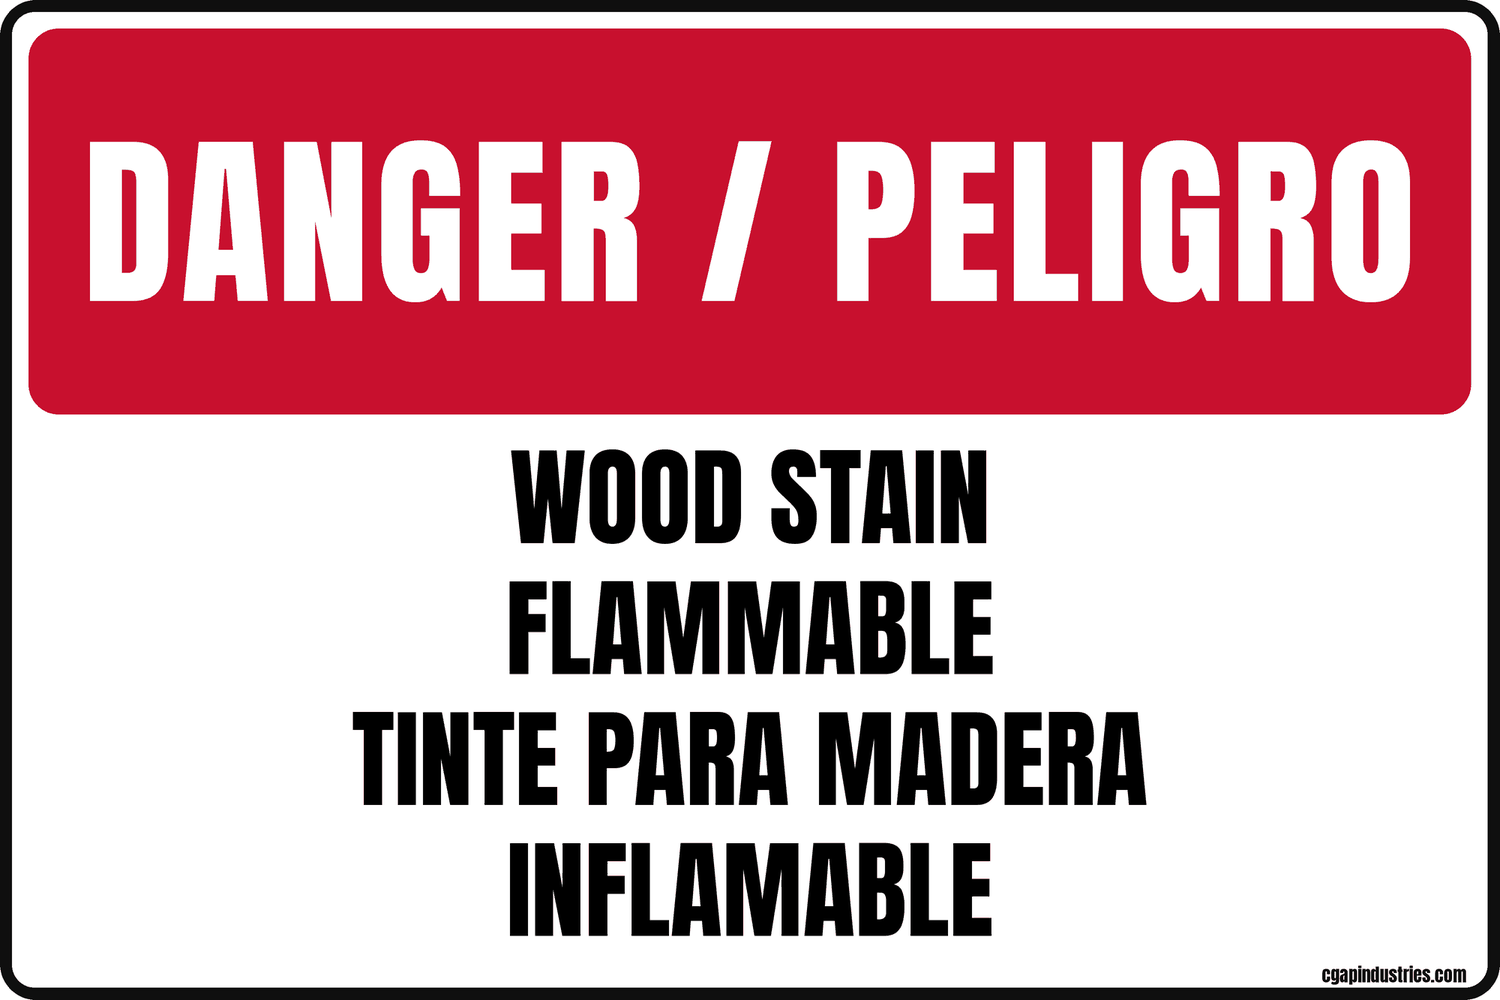 DANGER / PELIGRO
WOOD STAIN
FLAMMABLE
TINTE PARA MADERA
INFLAMABLE
cgapindustries.com